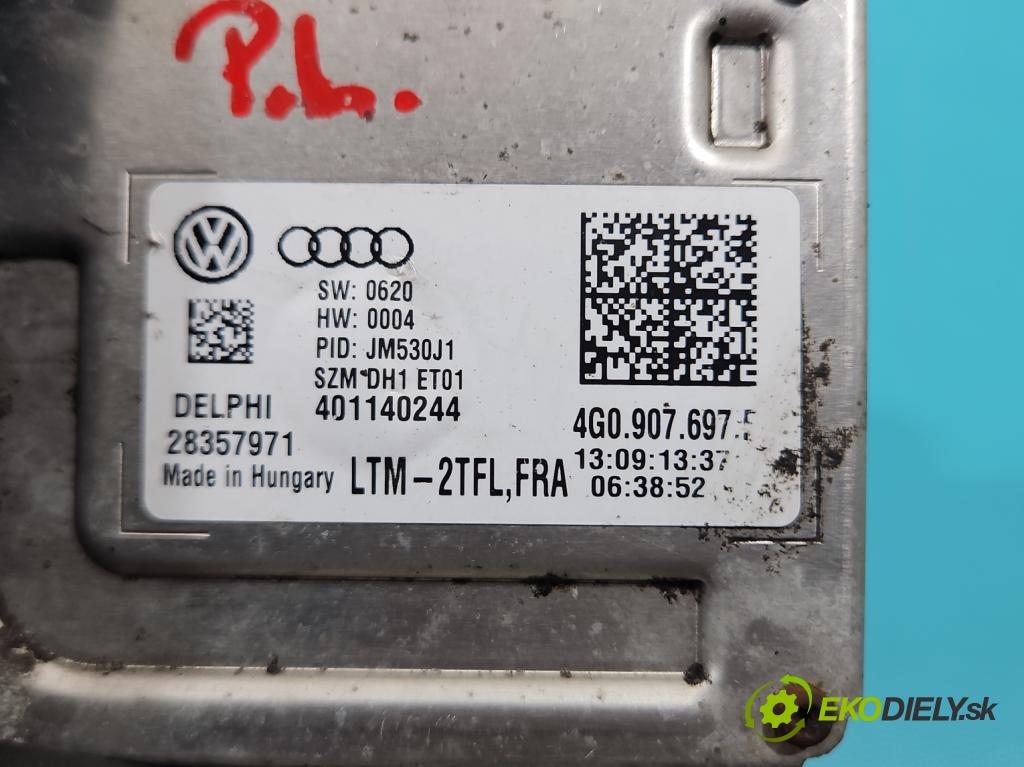 P.L.
SW: 0620
HW: 0004
PID: JM530J1
SZM DH1 ET01
401140244
DELPHI
28357971
Made in Hungary
LTM-2TFL,FRA
4G0.907.697.
13:09:13:37
06:38:52
EKODIELY.sk